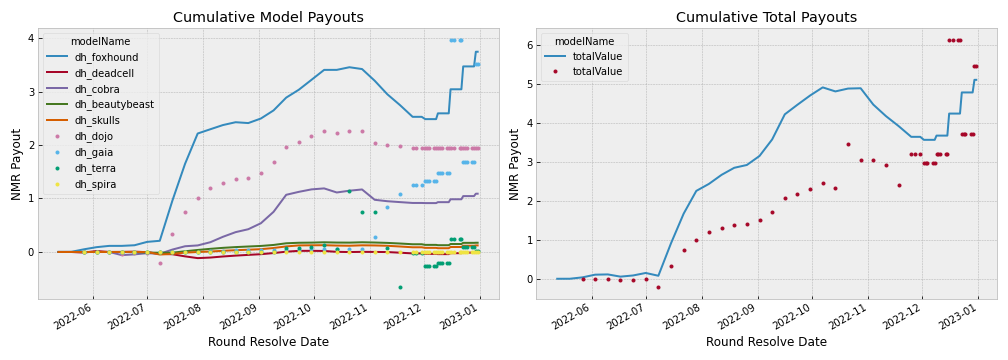 Cumulative Model Payouts
NMR Payout
4
3
2
1
0
modelName
dh_foxhound
dh_deadcell
dh_cobra
dh_beautybeast
dh_skulls
dh_dojo
dh_gaia
dh_terra
dh_spira
2022-06
2022-07
2022-08
2022-09
2022-10
2022-11
2022-12
2023-01
Round Resolve Date
Cumulative Total Payouts
NMR Payout
6
5
4
3
2
1
0
modelName
totalValue
totalValue
2022-06
2022-07
2022-08
2022-09
2022-10
2022-11
2022-12
2023-01
Round Resolve Date